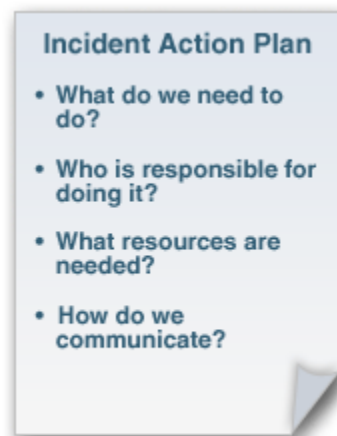 Incident Action Plan
• What do we need to
do?
• Who is responsible for
doing it?
• What resources are
needed?
• How do we
communicate?